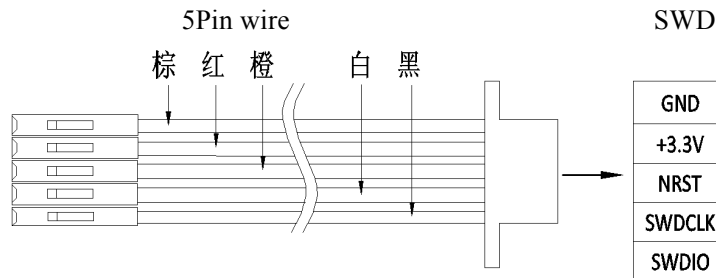 5Pin wire
SWD
棕 红 橙 白 黑
GND
+3.3V
NRST
SWDCLK
SWDIO